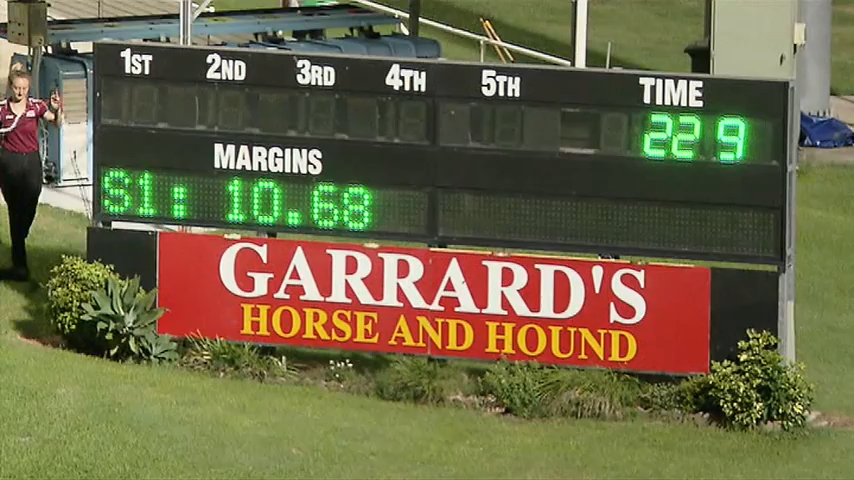 1ST 2ND 3RD 4TH 5TH TIME
22 9
MARGINS
S1: 10.68
GARRARD'S
HORSE AND HOUND